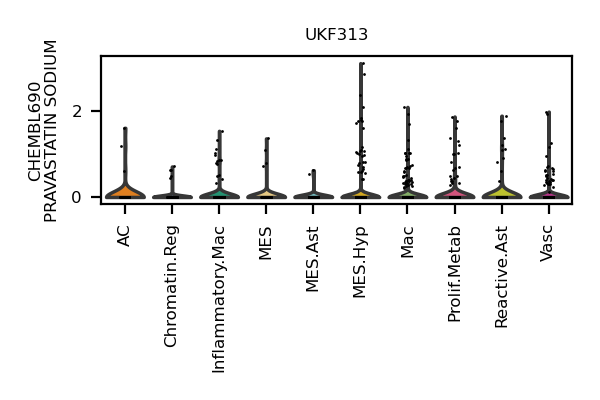 UKF313
CHEMBL690
PRAVASTATIN SODIUM
2
0
AC
Chromatin.Reg
Inflammatory.Mac
MES
MES.Ast
MES.Hyp
Mac
Prolif.Metab
Reactive.Ast
Vasc